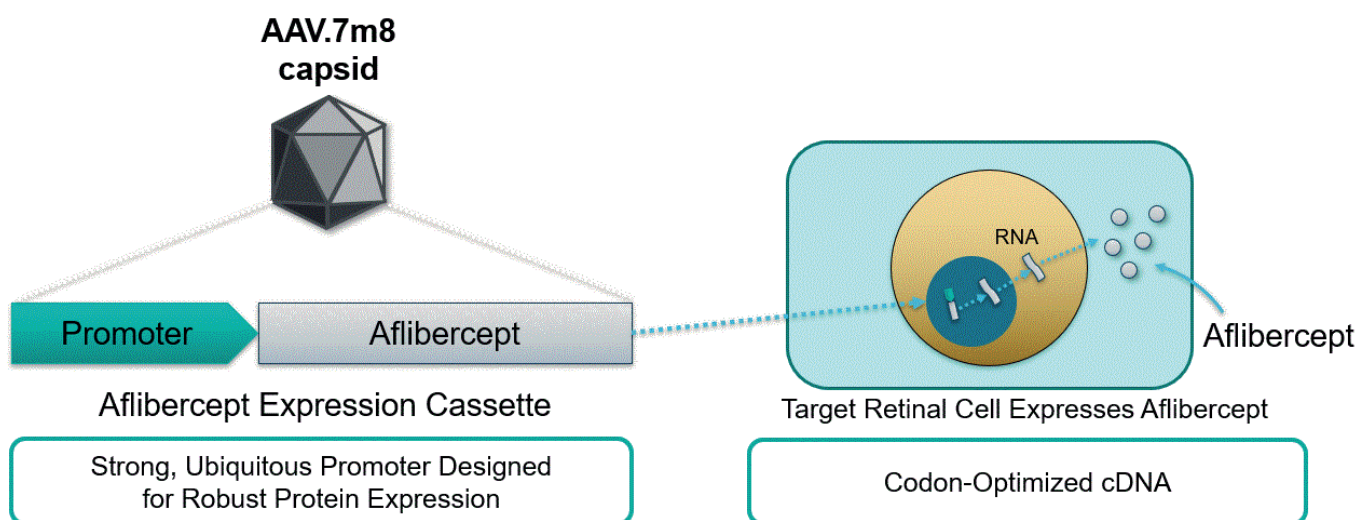 AAV.7m8
capsid
Promoter
Aflibercept
RNA
Aflibercept
Aflibercept Expression Cassette
Target Retinal Cell Expresses Aflibercept
Strong, Ubiquitous Promoter Designed
for Robust Protein Expression
Codon-Optimized cDNA